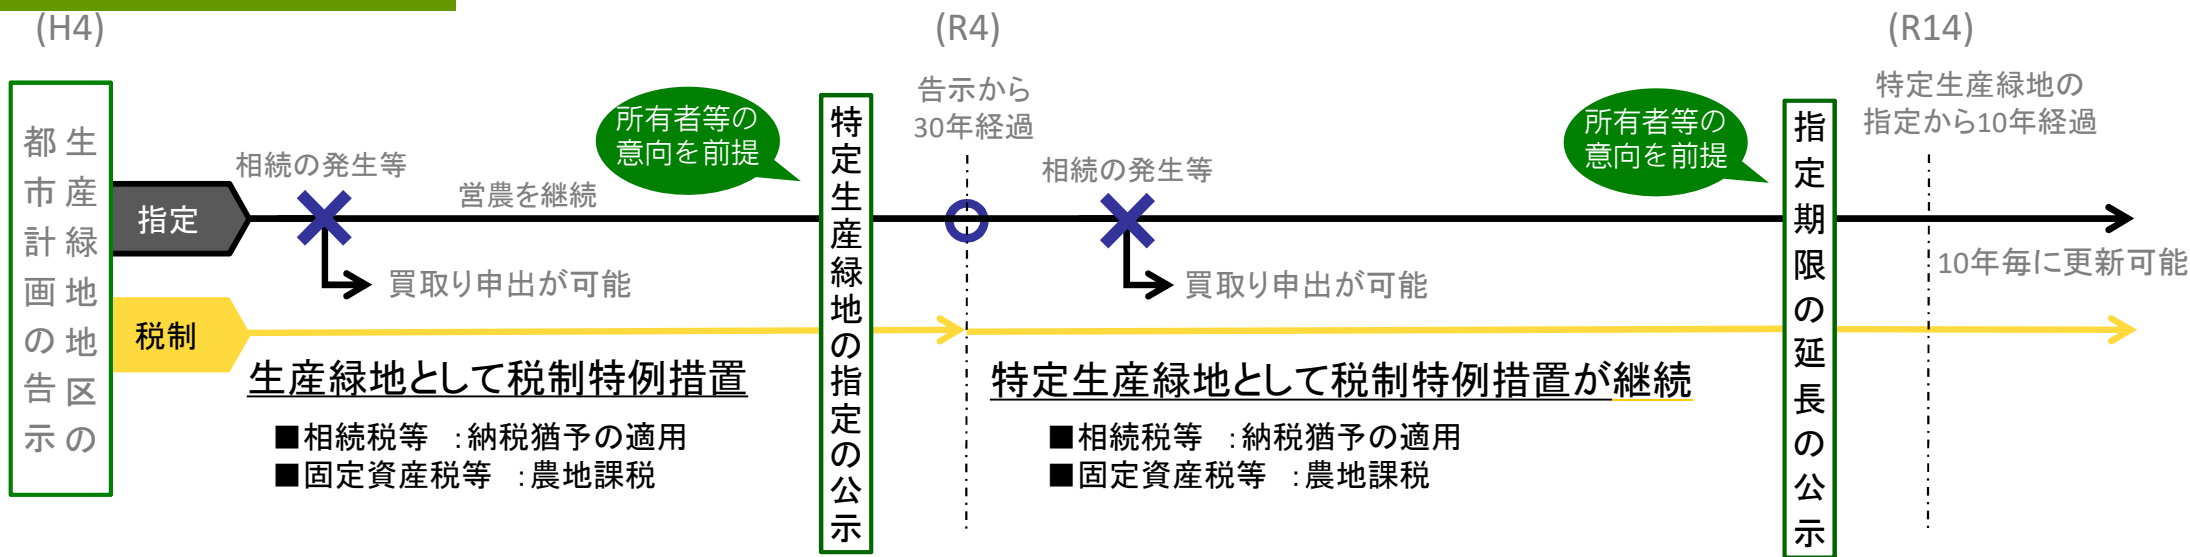 (H4)
(R4)
(R14)
生産緑地地区の
都市計画の告示
指定
税制
相続の発生等
営農を継続
買取り申出が可能
所有者等の
意向を前提
特定生産緑地の指定の公示
告示から
30年経過
相続の発生等
買取り申出が可能
所有者等の
意向を前提
指定期限の延長の公示
特定生産緑地の
指定から10年経過
10年毎に更新可能
生産緑地として税制特例措置
■相続税等 :納税猶予の適用
■固定資産税等 :農地課税
特定生産緑地として税制特例措置が継続
■相続税等 :納税猶予の適用
■固定資産税等 :農地課税